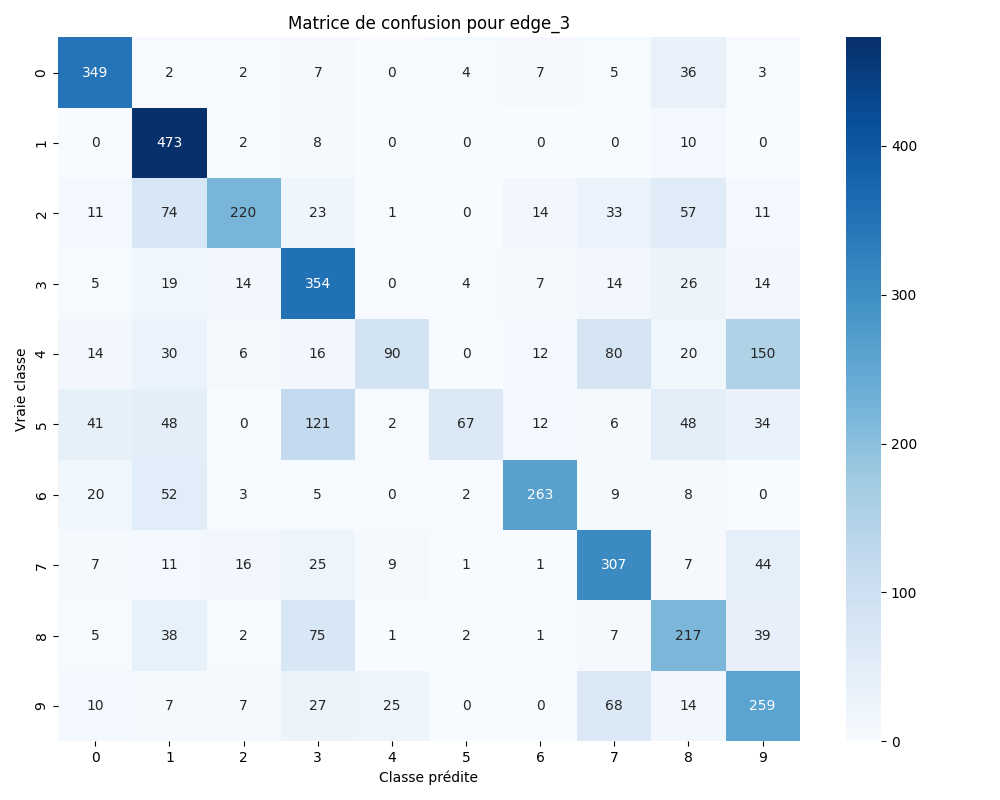 Matrice de confusion pour edge_3
0 349 2 2 7 0 4 7 5 36 3
1 0 473 2 8 0 0 0 0 10 0
2 11 74 220 23 1 0 14 33 57 11
3 5 19 14 354 0 4 7 14 26 14
4 14 30 6 16 90 0 12 80 20 150
5 41 48 0 121 2 67 12 6 48 34
6 20 52 3 5 0 2 263 9 8 0
7 7 11 16 25 9 1 1 307 7 44
8 5 38 2 75 1 2 1 7 217 39
9 10 7 7 27 25 0 0 68 14 259
0 1 2 3 4 5 6 7 8 9
Classe prédite
Vraie classe
400
300
200
100
0